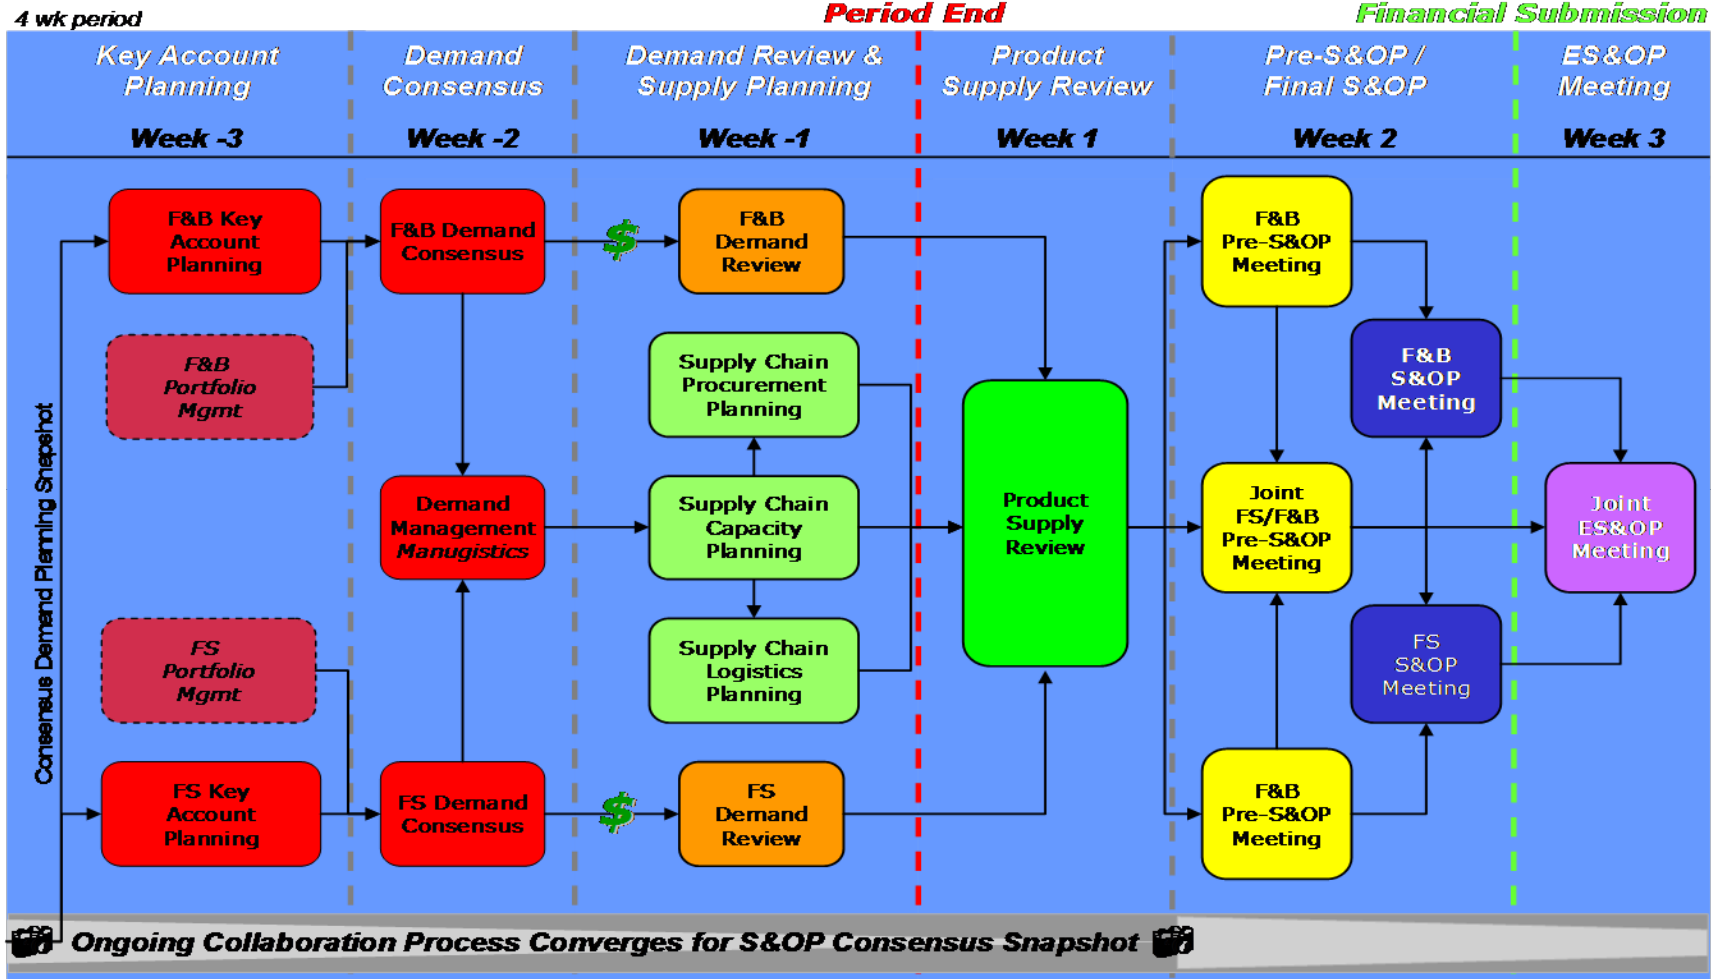 4 wk period
Period End
Financial Submission
Key Account
Planning
Week -3
Demand
Consensus
Week -2
Demand Review &
Supply Planning
Week -1
Product
Supply Review
Week 1
Pre-S&OP /
Final S&OP
Week 2
ES&OP
Meeting
Week 3
Consensus Demand Planning Snapshot
F&B Key
Account
Planning
F&B
Portfolio
Mgmt
FS
Portfolio
Mgmt
FS Key
Account
Planning
F&B Demand
Consensus
Demand
Management
Manugistics
FS Demand
Consensus
$
$
F&B
Demand
Review
Supply Chain
Procurement
Planning
Supply Chain
Capacity
Planning
Supply Chain
Logistics
Planning
FS
Demand
Review
Product
Supply
Review
F&B
Pre-S&OP
Meeting
Joint
FS/F&B
Pre-S&OP
Meeting
F&B
Pre-S&OP
Meeting
F&B
S&OP
Meeting
FS
S&OP
Meeting
Joint
ES&OP
Meeting
Ongoing Collaboration Process Converges for S&OP Consensus Snapshot